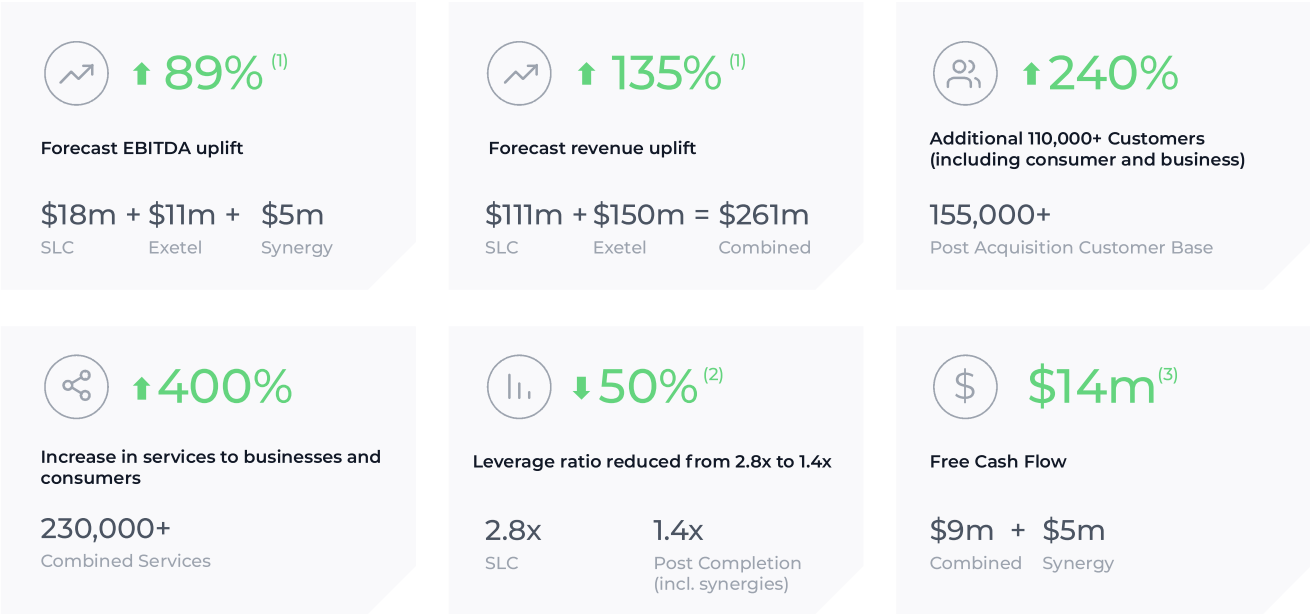 89% (1)
Forecast EBITDA uplift
$18m + $11m + $5m
SLC Exetel Synergy
135% (1)
Forecast revenue uplift
$111m + $150m = $261m
SLC Exetel Combined
240%
Additional 110,000+ Customers
(including consumer and business)
155,000+
Post Acquisition Customer Base
400%
Increase in services to businesses and
consumers
230,000+
Combined Services
50% (2)
Leverage ratio reduced from 2.8x to 1.4x
2.8x 1.4x
SLC Post Completion
(incl. synergies)
$14m (3)
Free Cash Flow
$9m + $5m
Combined Synergy